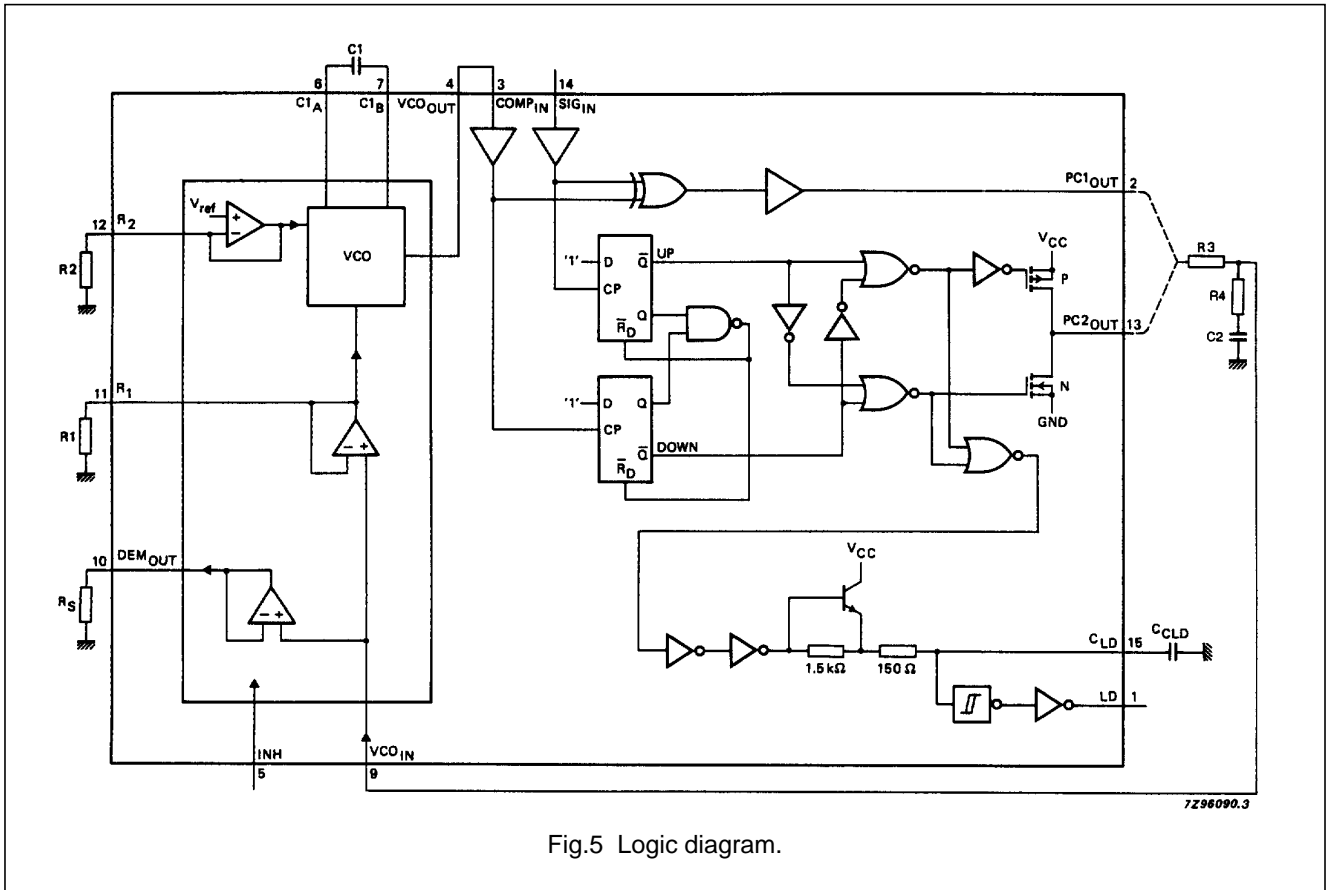 C1
6 7 4 3 14
C1A C1B VCOOUT COMPIN SIGIN
PC1OUT 2
Vref
+
−
12 R2
R2
VCO
'1' D Q̅ UP
CP
Q
R̅D
VCC
P
R3
R4
C2
PC2OUT 13
11 R1
R1
− +
'1' D Q
CP
Q̅ DOWN
R̅D
N
GND
10 DEMOUT
RS
− +
VCC
1.5 kΩ 150 Ω
CLD 15 CCLD
LD 1
INH VCOIN
5 9
7Z96090.3
Fig.5 Logic diagram.